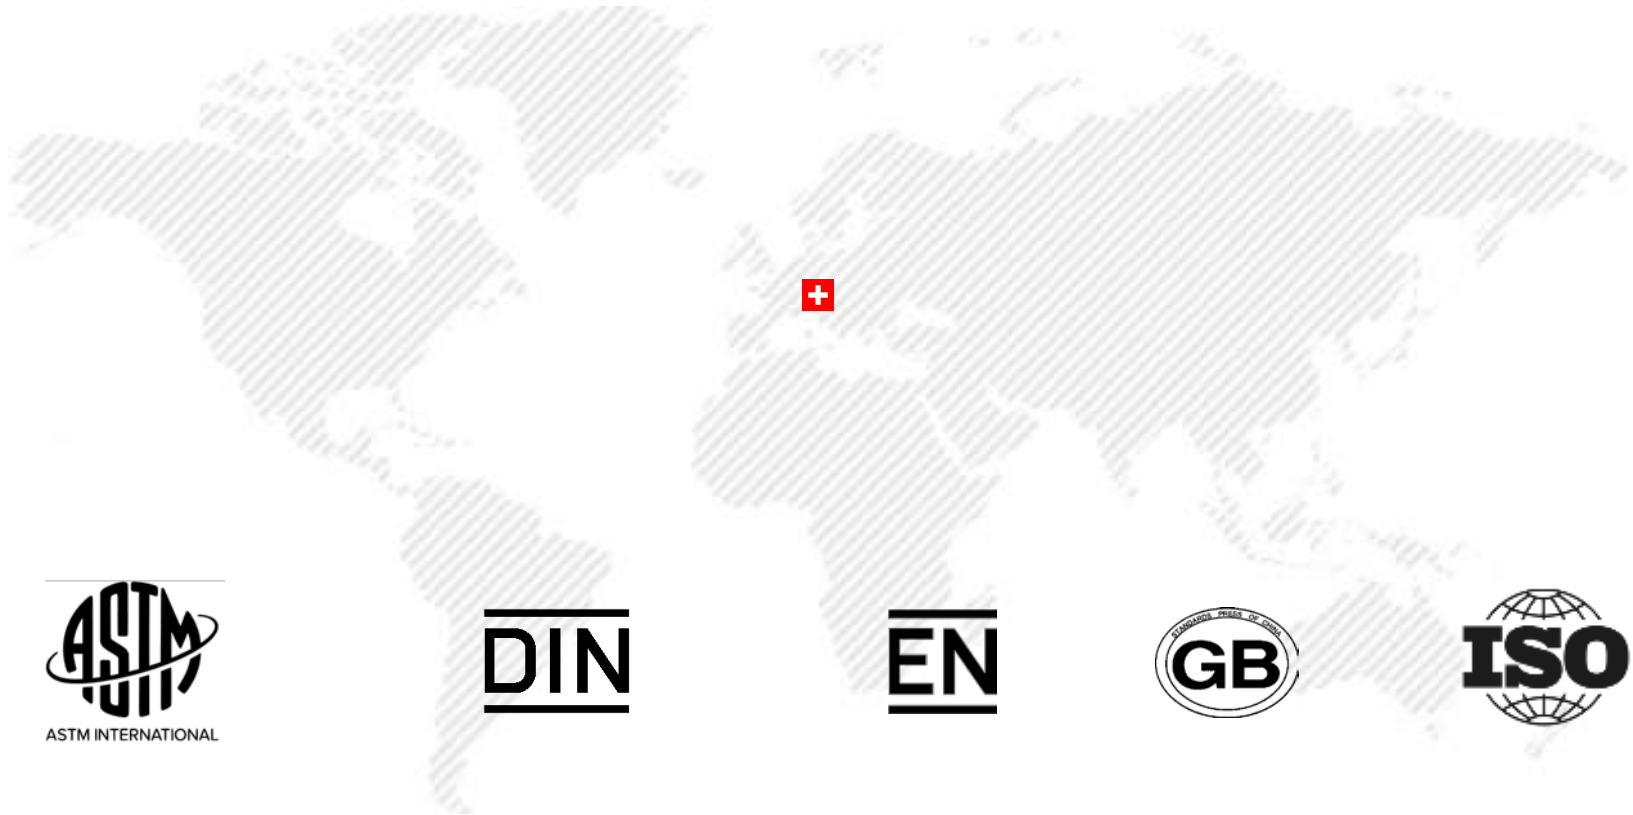 ASTM
ASTM INTERNATIONAL
DIN
EN
STANDARDS PRESS OF CHINA
GB
ISO